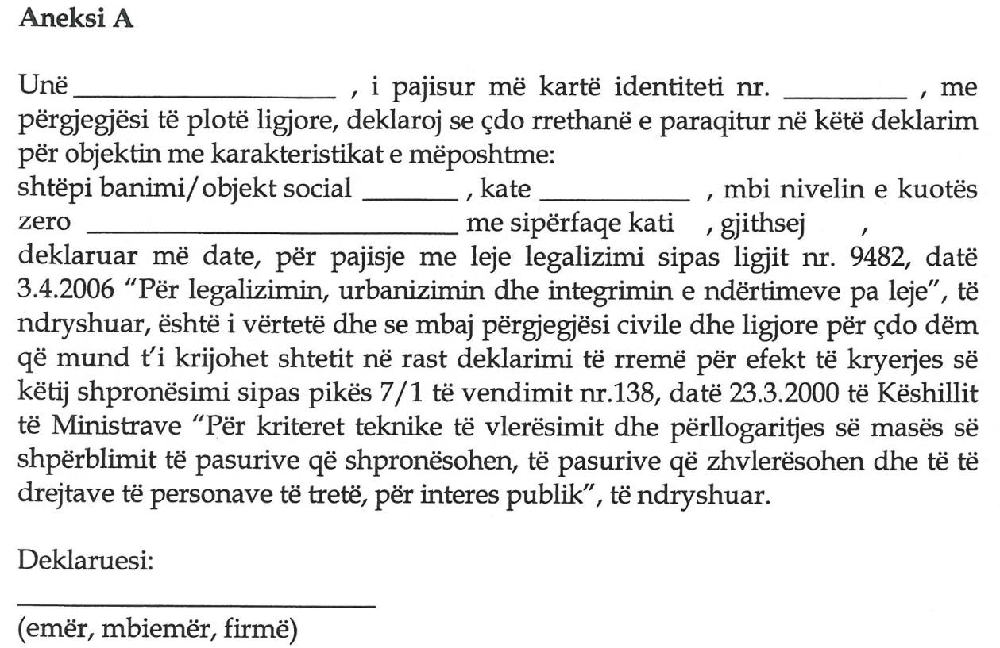 Aneksi A
Unë ____________________ , i pajisur më kartë identiteti nr. __________ , me
përgjegjësi të plotë ligjore, deklaroj se çdo rrethanë e paraqitur në këtë deklarim
për objektin me karakteristikat e mëposhtme:
shtëpi banimi/objekt social ________ , kate ____________ , mbi nivelin e kuotës
zero ______________________________ me sipërfaqe kati , gjithsej ,
deklaruar më date, për pajisje me leje legalizimi sipas ligjit nr. 9482, datë
3.4.2006 “Për legalizimin, urbanizimin dhe integrimin e ndërtimeve pa leje”, të
ndryshuar, është i vërtetë dhe se mbaj përgjegjësi civile dhe ligjore për çdo dëm
që mund t’i krijohet shtetit në rast deklarimi të rremë për efekt të kryerjes së
këtij shpronësimi sipas pikës 7/1 të vendimit nr.138, datë 23.3.2000 të Këshillit
të Ministrave “Për kriteret teknike të vlerësimit dhe përllogaritjes së masës së
shpërblimit të pasurive që shpronësohen, të pasurive që zhvlerësohen dhe të të
drejtave të personave të tretë, për interes publik”, të ndryshuar.
Deklaruesi:
____________________________
(emër, mbiemër, firmë)